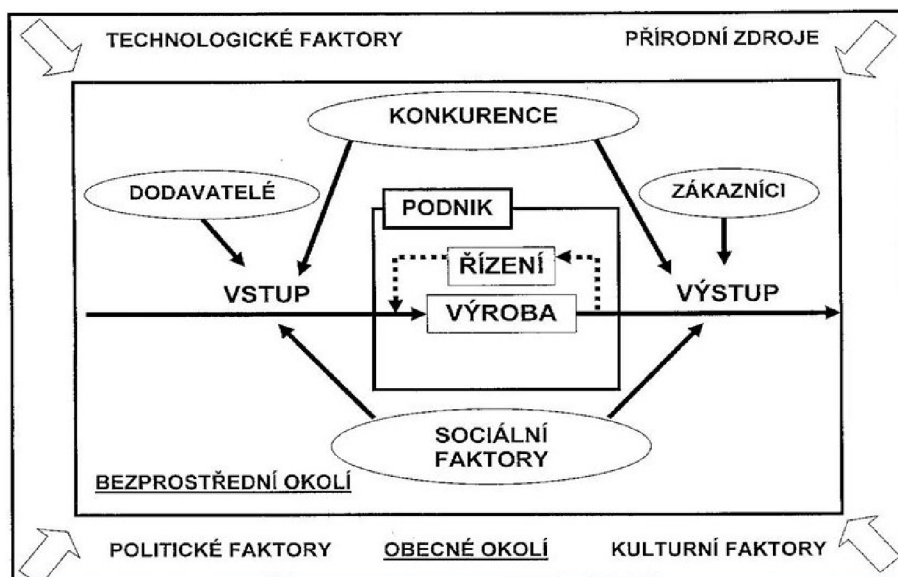 TECHNOLOGICKÉ FAKTORY
PŘÍRODNÍ ZDROJE
KONKURENCE
DODAVATELÉ
ZÁKAZNÍCI
PODNIK
ŘÍZENÍ
VSTUP
VÝROBA
VÝSTUP
SOCIÁLNÍ
FAKTORY
BEZPROSTŘEDNÍ OKOLÍ
POLITICKÉ FAKTORY
OBECNÉ OKOLÍ
KULTURNÍ FAKTORY